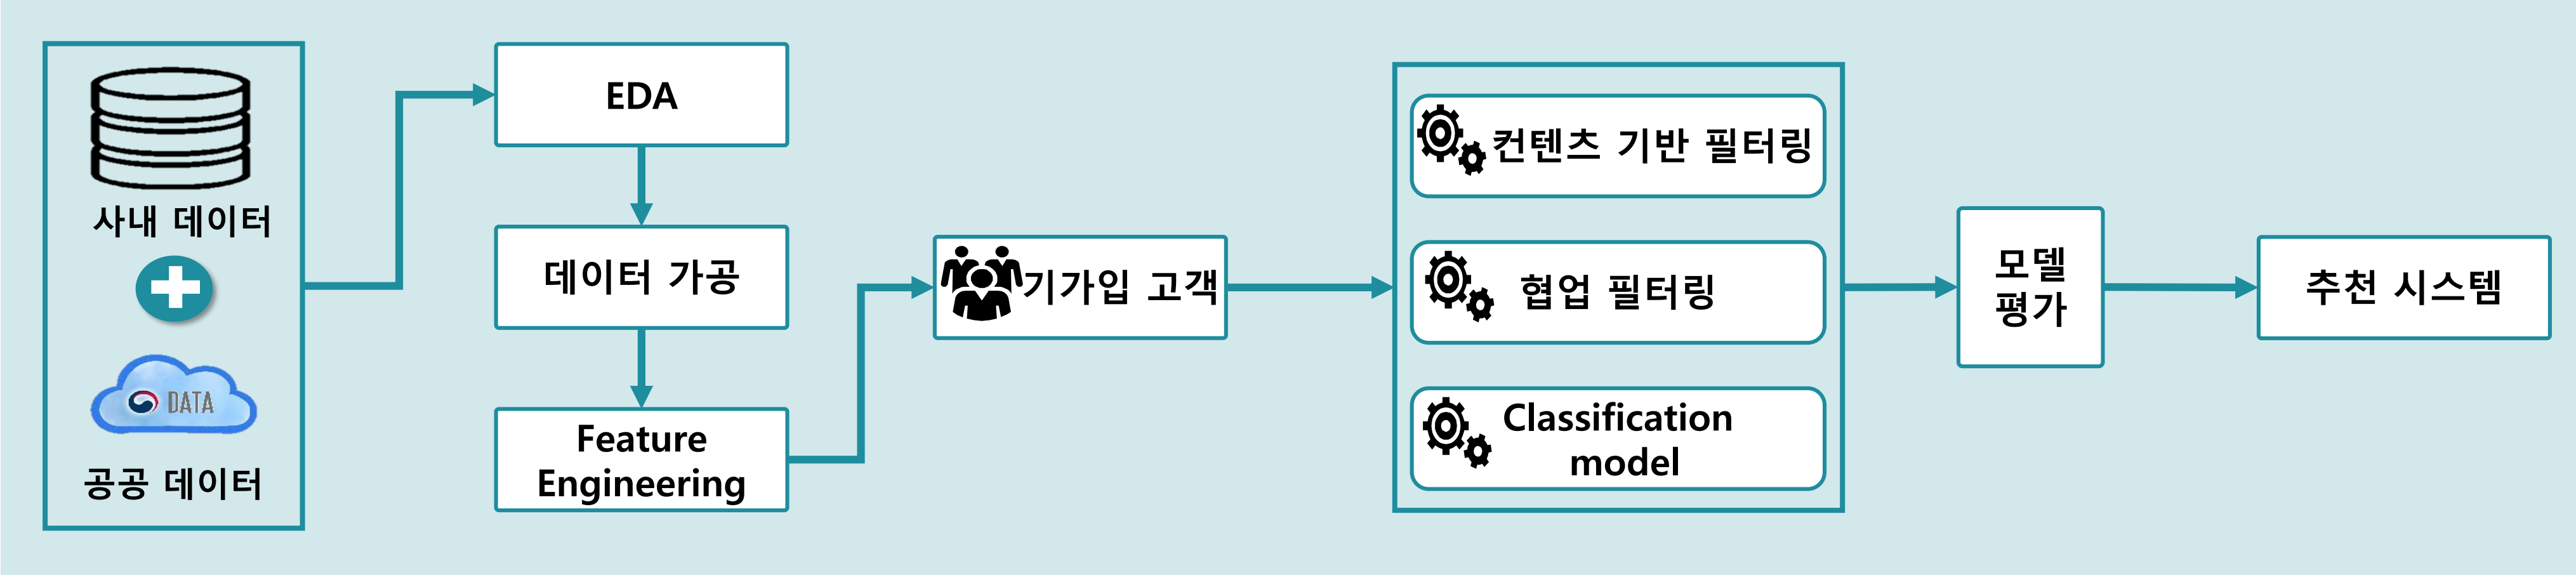 사내 데이터
DATA
공공 데이터
EDA
데이터 가공
Feature
Engineering
기가입 고객
컨텐츠 기반 필터링
협업 필터링
Classification
model
모델
평가
추천 시스템